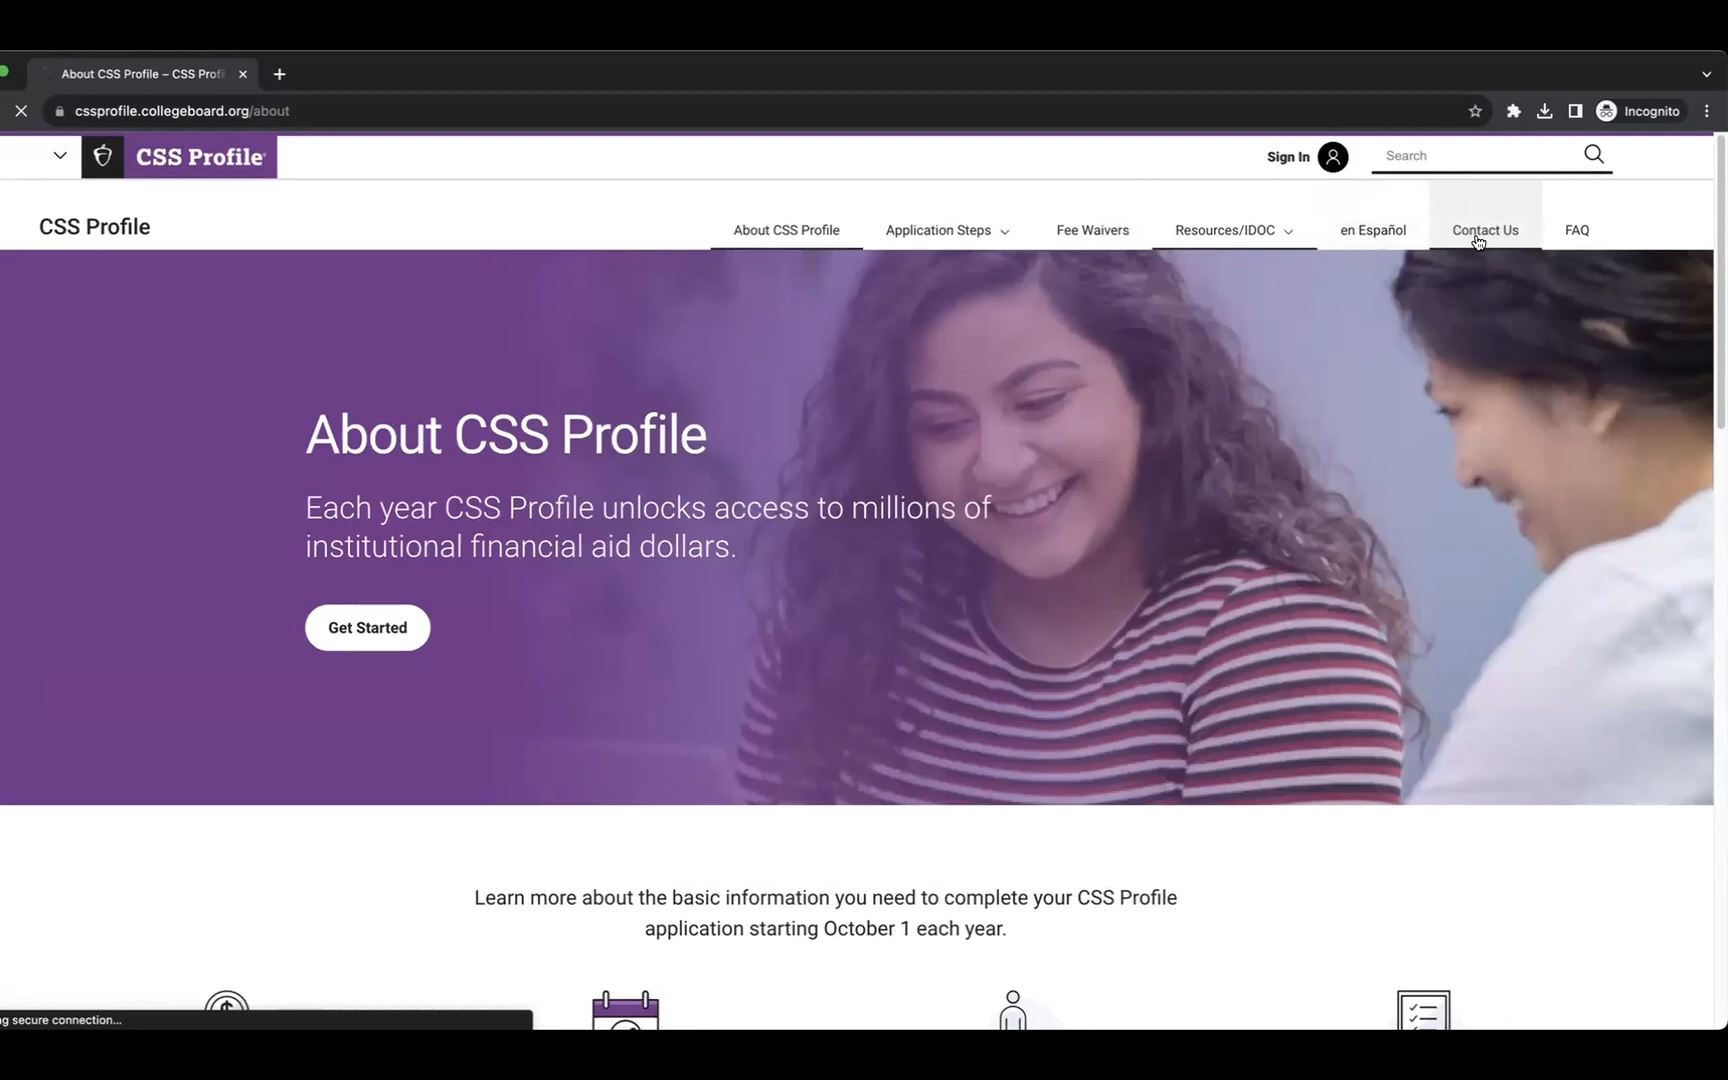 About CSS Profile – CSS Profi
cssprofile.collegeboard.org/about
Incognito
CSS Profile
Sign In
Search
CSS Profile
About CSS Profile
Application Steps
Fee Waivers
Resources/IDOC
en Español
Contact Us
FAQ
About CSS Profile
Each year CSS Profile unlocks access to millions of
institutional financial aid dollars.
Get Started
Learn more about the basic information you need to complete your CSS Profile
application starting October 1 each year.
ng secure connection...